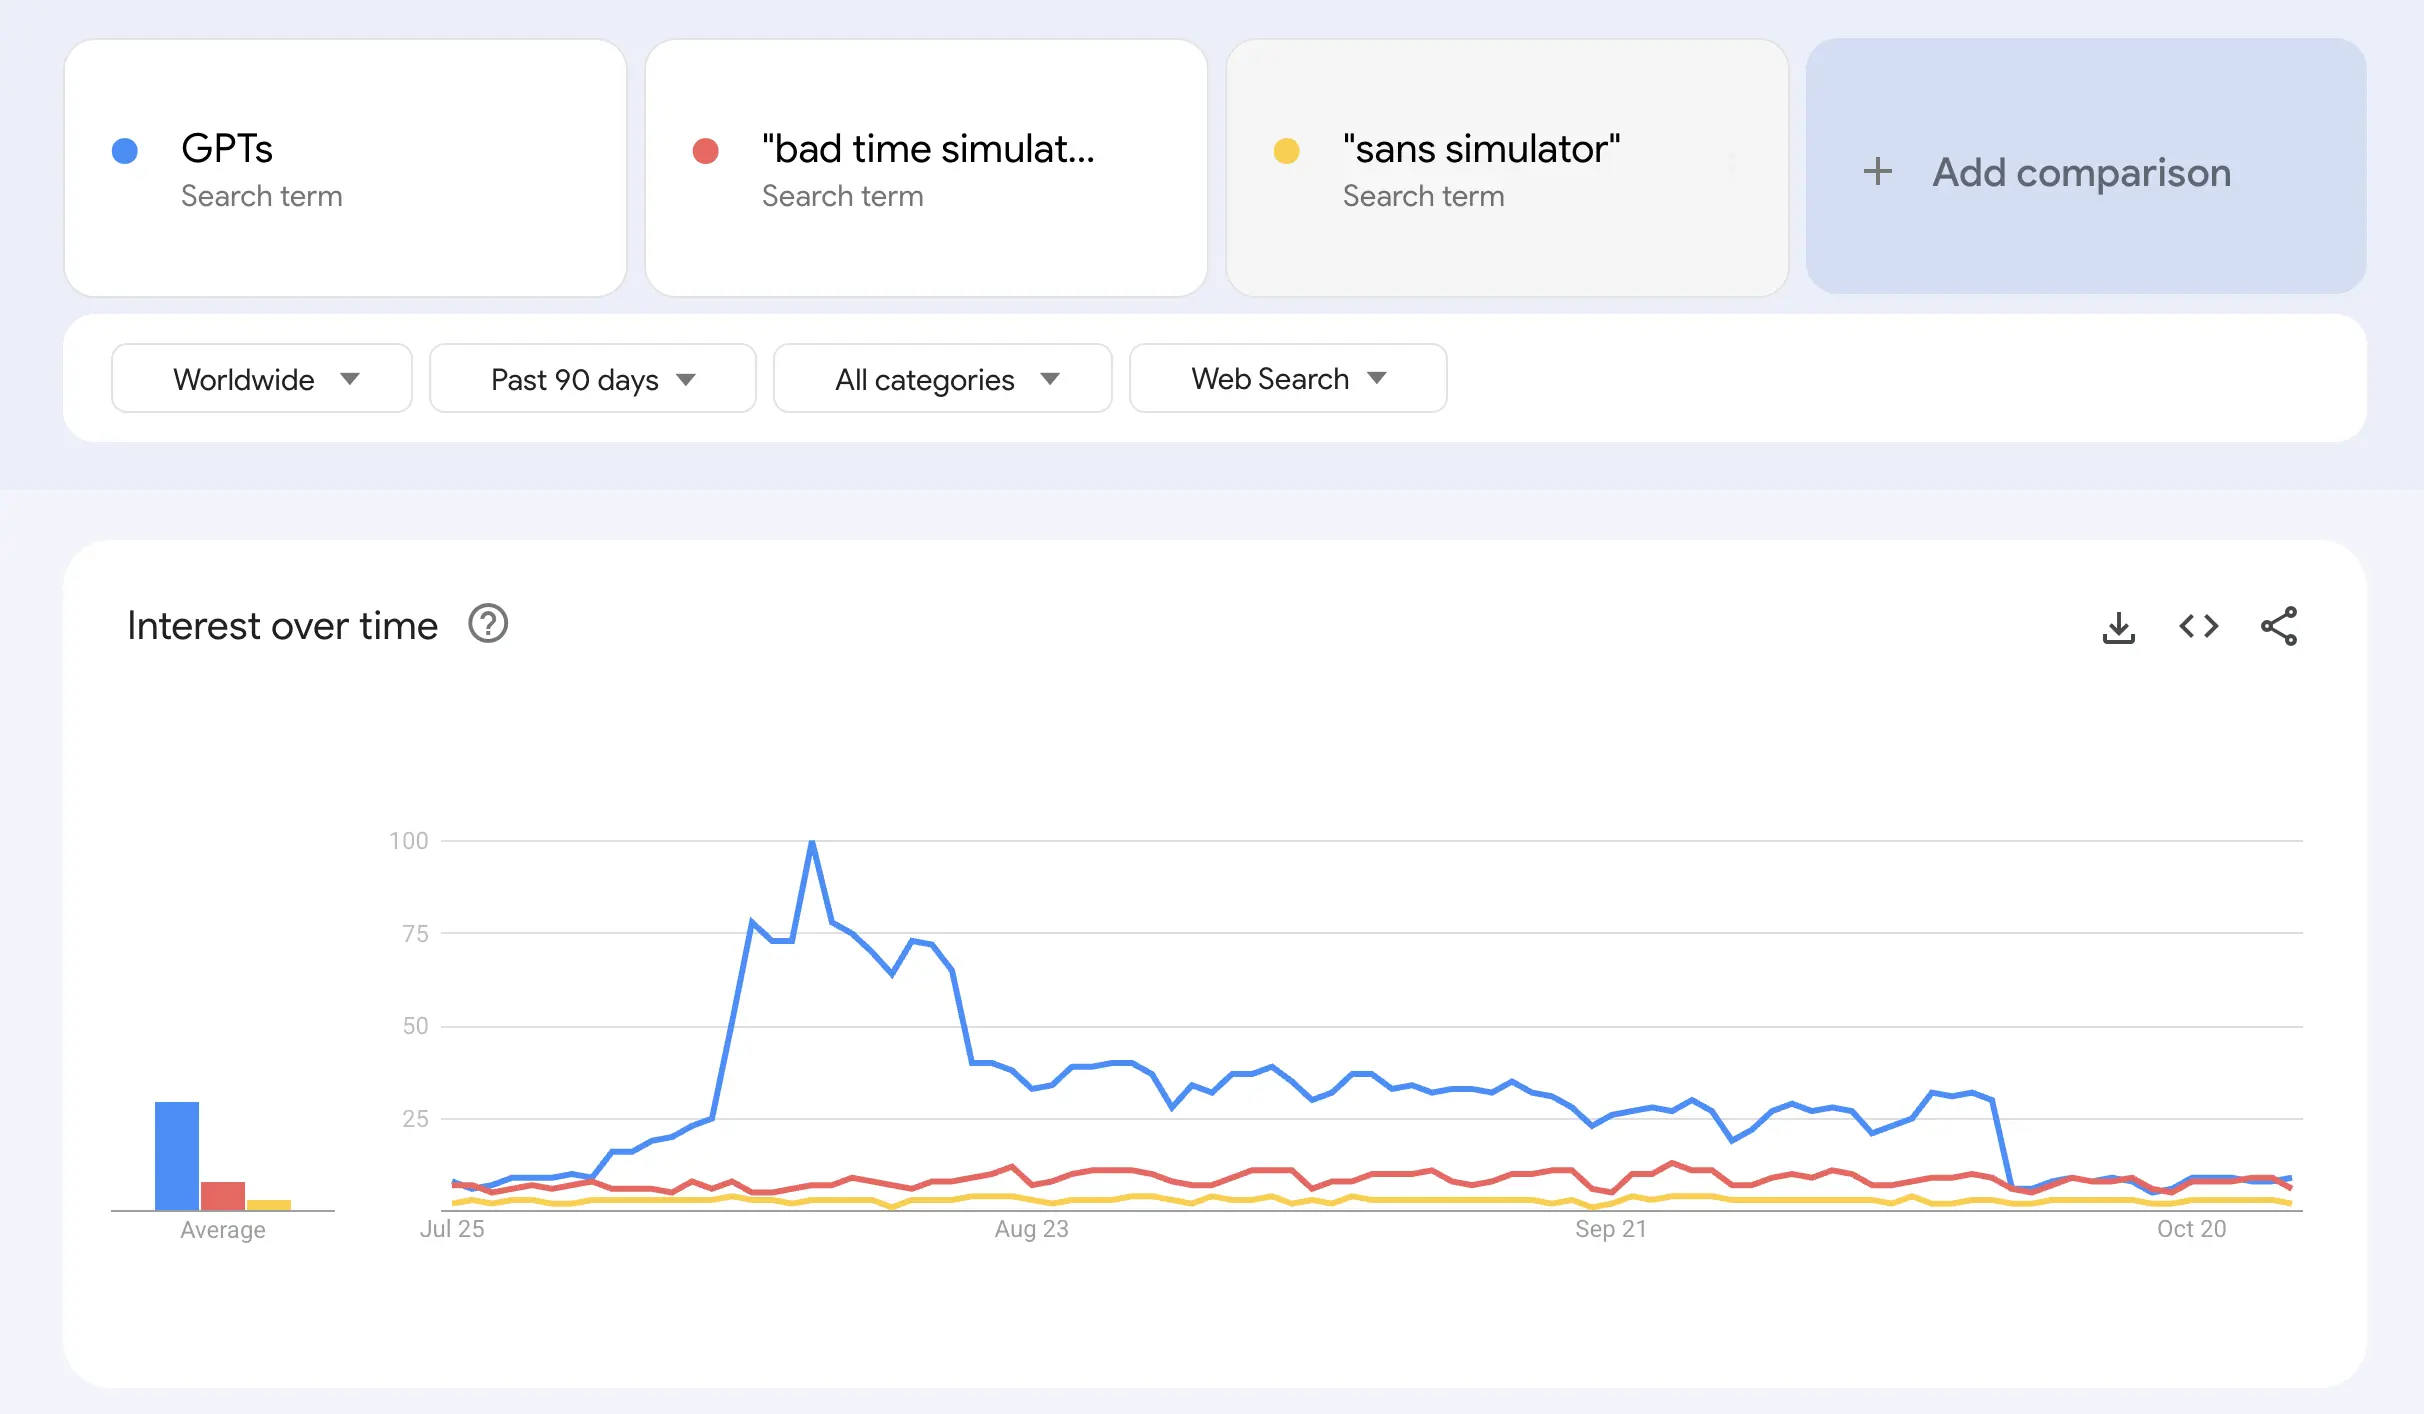 GPTs
Search term
"bad time simulat...
Search term
"sans simulator"
Search term
+ Add comparison
Worldwide
Past 90 days
All categories
Web Search
Interest over time
?
100
75
50
25
Average
Jul 25
Aug 23
Sep 21
Oct 20